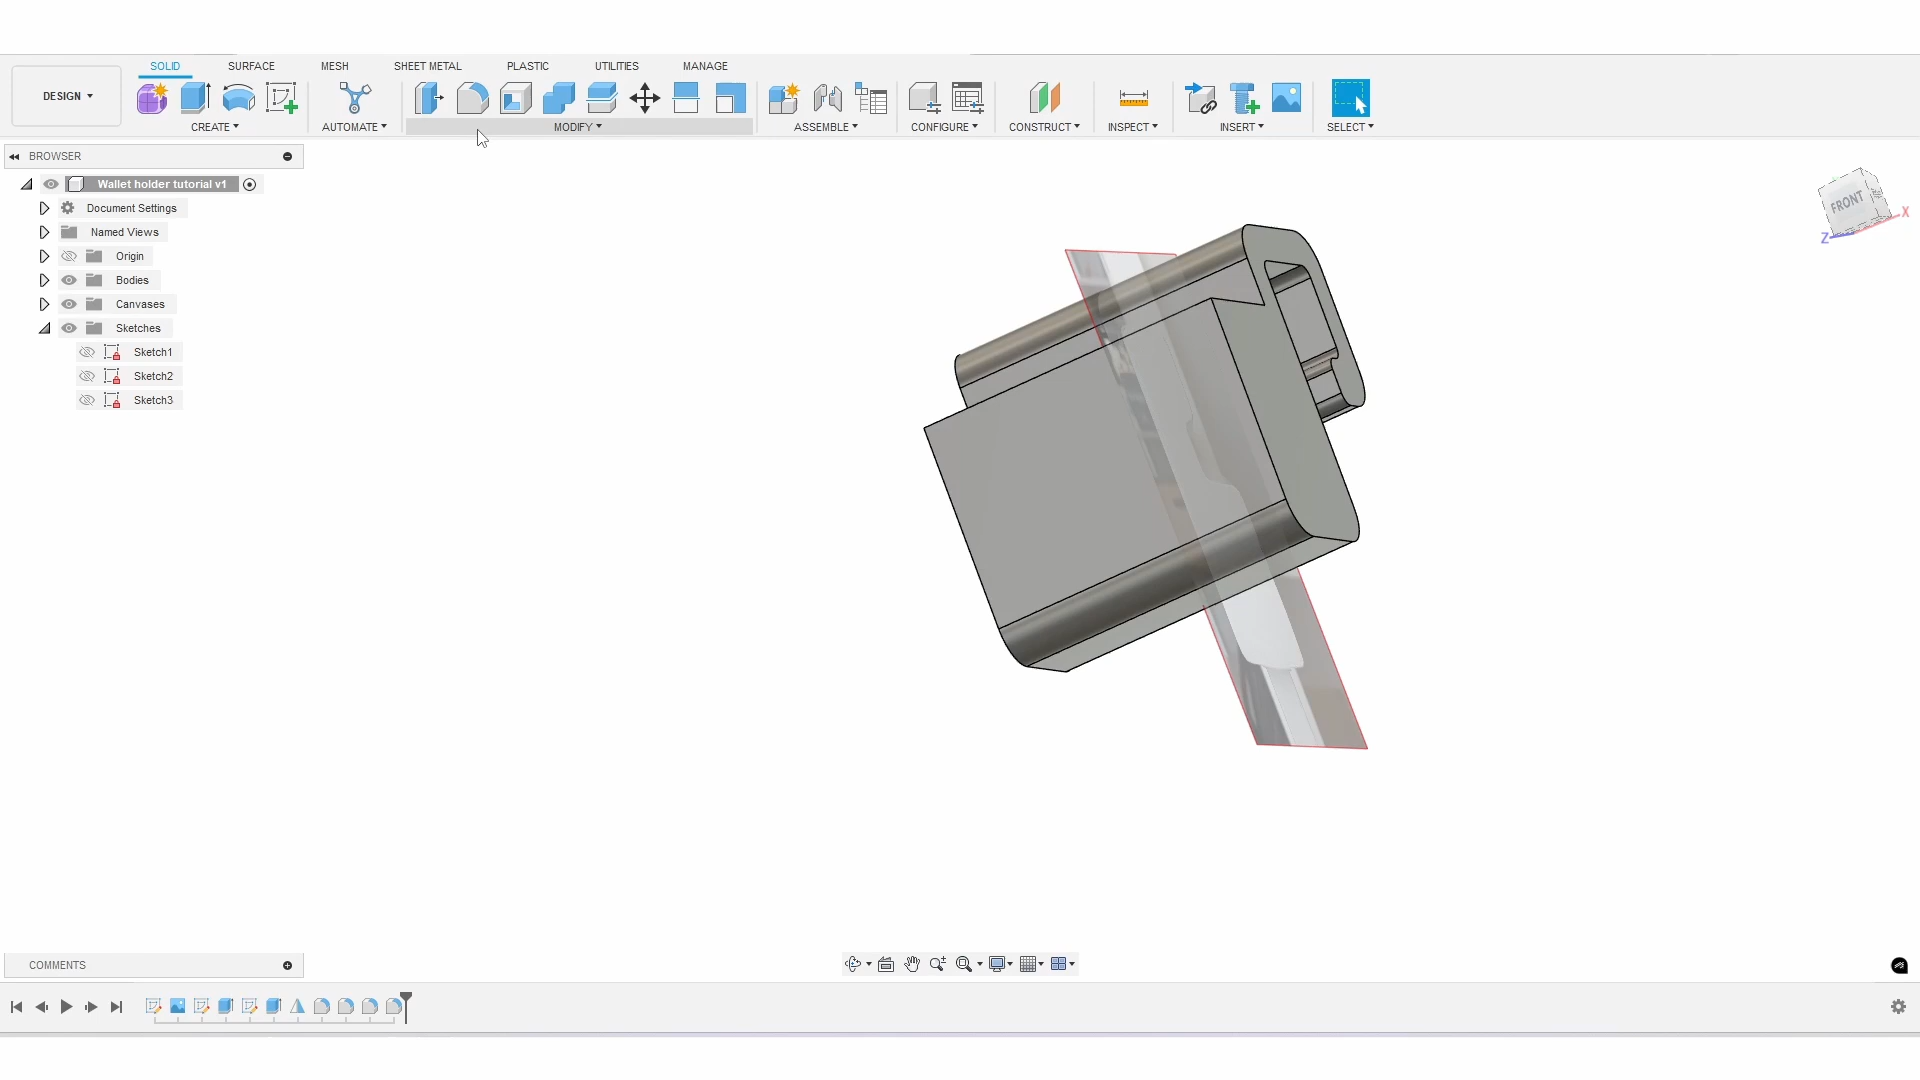 SOLID SURFACE MESH SHEET METAL PLASTIC UTILITIES MANAGE
DESIGN
CREATE AUTOMATE MODIFY ASSEMBLE CONFIGURE CONSTRUCT INSPECT INSERT SELECT
BROWSER
Wallet holder tutorial v1
Document Settings
Named Views
Origin
Bodies
Canvases
Sketches
Sketch1
Sketch2
Sketch3
FRONT
X
Z
COMMENTS